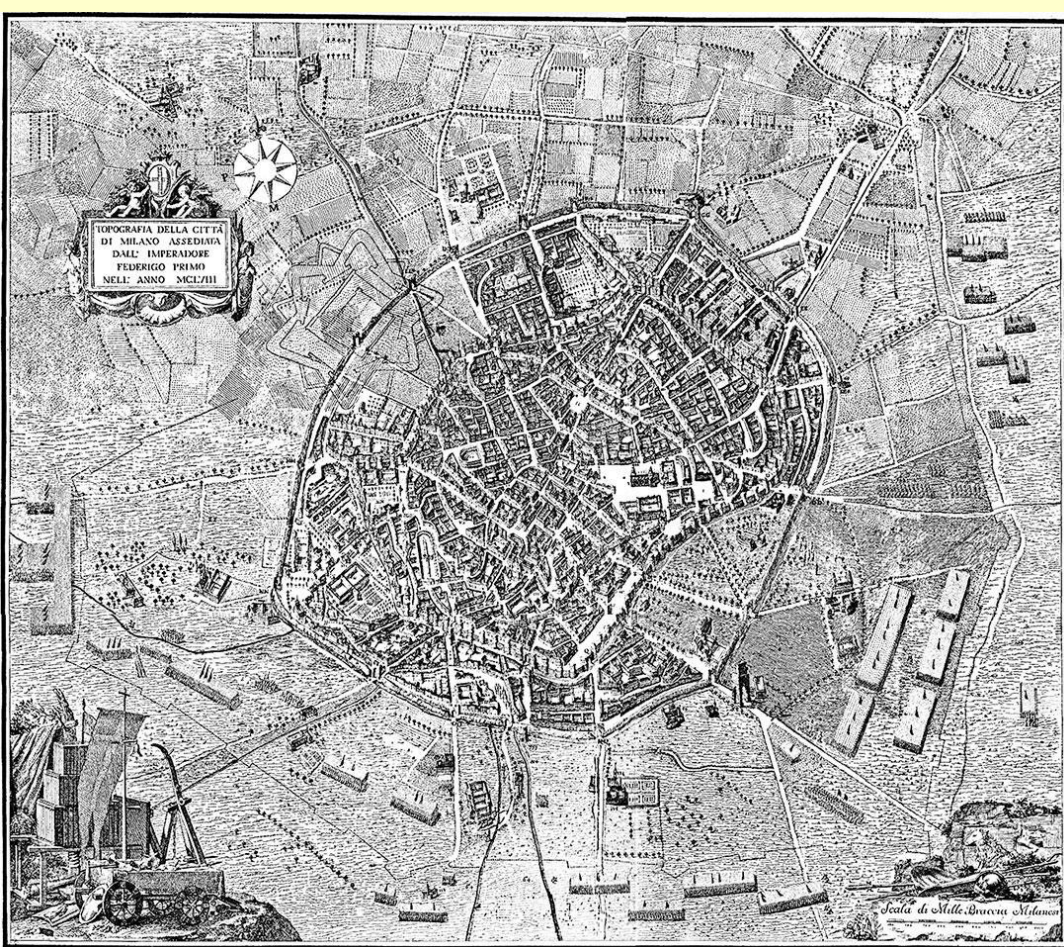 TOPOGRAFIA DELLA CITTÀ
DI MILANO ASSEDIATA
DALL' IMPERADORE
FEDERIGO PRIMO
NELL' ANNO MCLVIII
P
M
Scala di Mille Braccia Milanesi